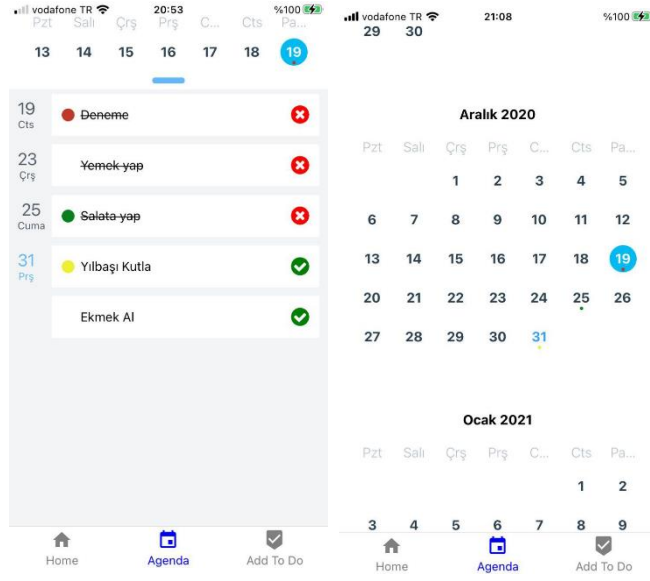 vodafone TR 20:53 %100
Pzt Salı Çrş Prş C... Cts Pa...
13 14 15 16 17 18 19
19 Deneme
Cts
23 Yemek yap
Çrş
25 Salata yap
Cuma
31 Yılbaşı Kutla
Prş
Ekmek Al
Home Agenda Add To Do
vodafone TR 21:08 %100
29 30
Aralık 2020
Pzt Salı Çrş Prş C... Cts Pa...
1 2 3 4 5
6 7 8 9 10 11 12
13 14 15 16 17 18 19
20 21 22 23 24 25 26
27 28 29 30 31
Ocak 2021
Pzt Salı Çrş Prş C... Cts Pa...
1 2
3 4 5 6 7 8 9
Home Agenda Add To Do